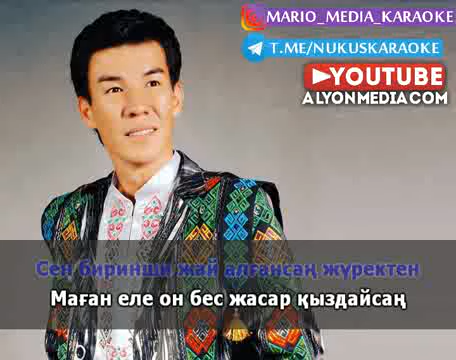 MARIO_MEDIA_KARAOKE
T.ME/NUKUSKARAOKE
YOUTUBE
ALYONMEDIA COM
Сен биринши жай алғансаң жүректен
Маған еле он бес жасар қыздайсаң